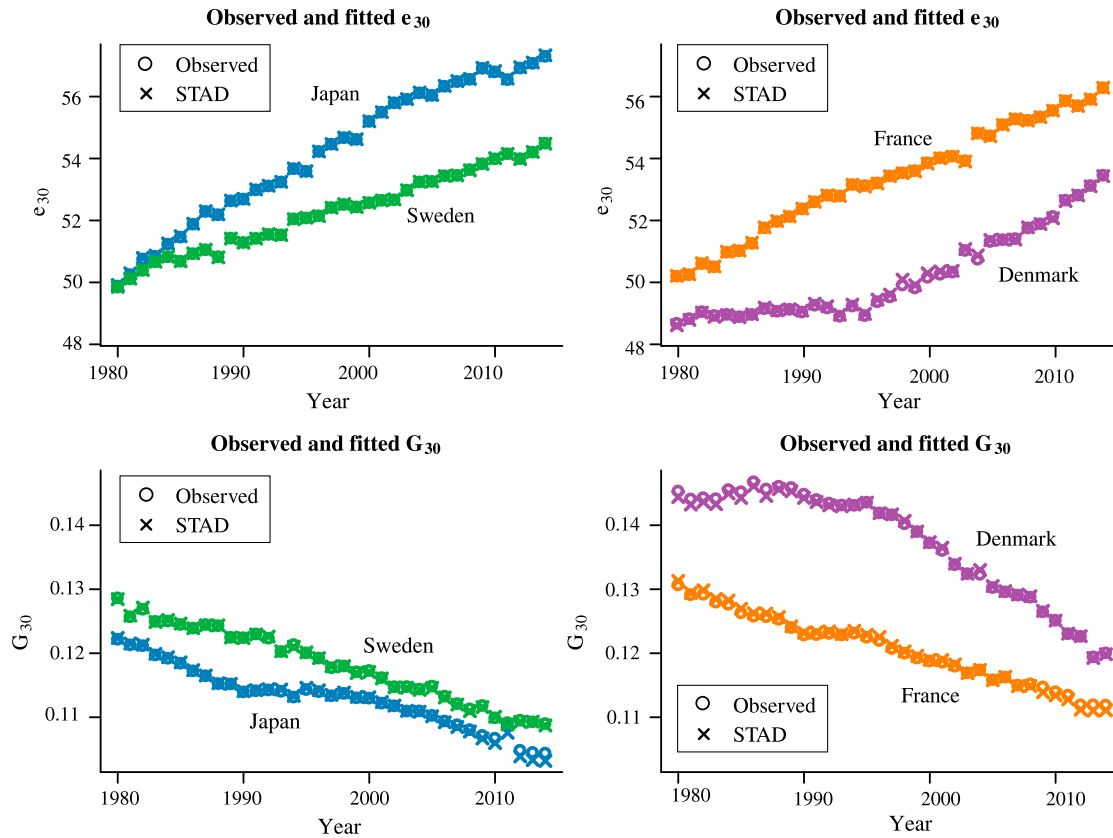 Observed and fitted e30
Observed
STAD
Japan
Sweden
e30
56
54
52
50
48
1980
1990
2000
2010
Year
Observed and fitted e30
Observed
STAD
France
Denmark
e30
56
54
52
50
48
1980
1990
2000
2010
Year
Observed and fitted G30
Observed
STAD
Sweden
Japan
G30
0.14
0.13
0.12
0.11
1980
1990
2000
2010
Year
Observed and fitted G30
Denmark
France
Observed
STAD
G30
0.14
0.13
0.12
0.11
1980
1990
2000
2010
Year